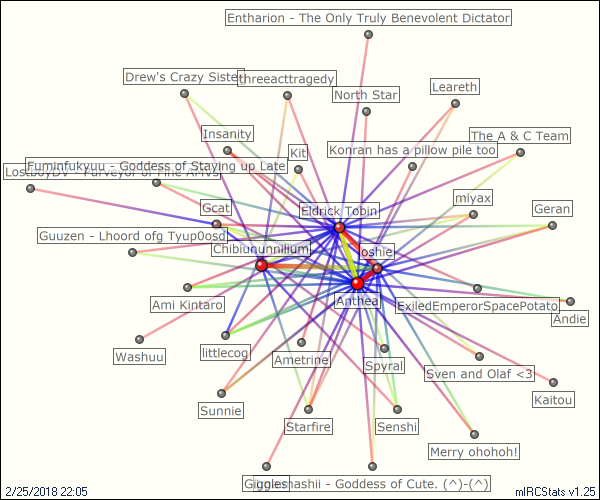 Entharion - The Only Truly Benevolent Dictator
Drew's Crazy Sister
threeacttragedy
North Star
Leareth
Insanity
The A & C Team
Kit
Konran has a pillow pile too
Fuminfukyuu - Goddess of Staying up Late
LostboyDV - Purveyor of Fine
miyax
Gcat
Eldrick Tobin
Geran
Guuzen - Lhoord ofg Tyup0osd
Chibiununnilium
oshie
Ami Kintaro
Anthea
ExiledEmperorSpacePotato
Andie
Washuu
littlecog
Ametrine
Spyral
Sven and Olaf <3
Kaitou
Sunnie
Starfire
Senshi
Merry ohohoh!
- Goddess of Cute. (^)-(^)
2/25/2018 22:05
mIRCStats v1.25